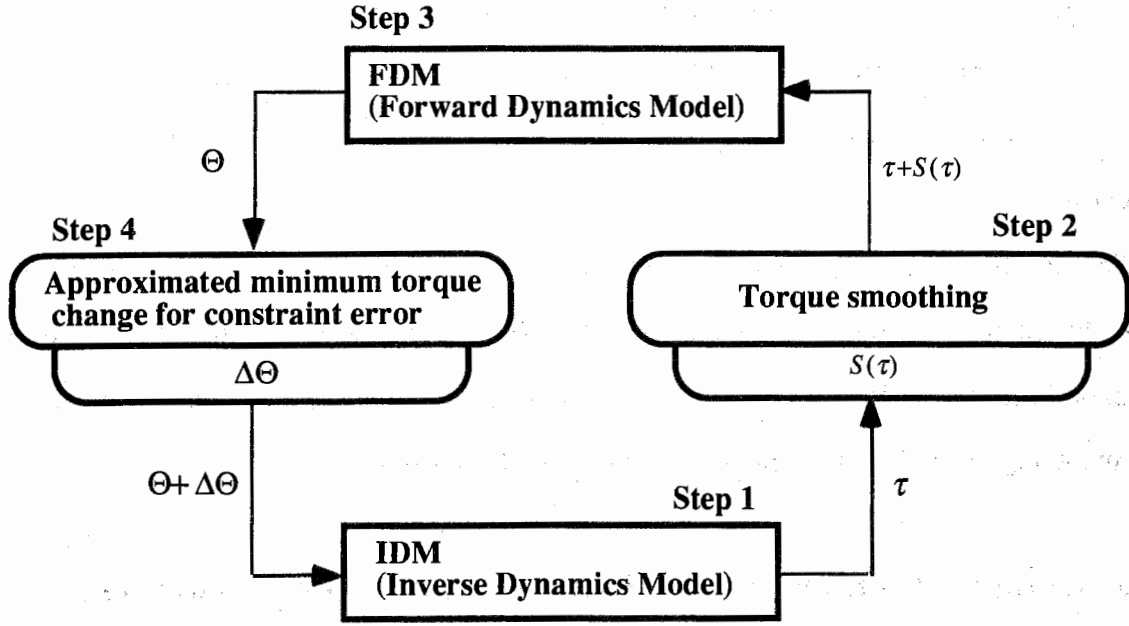 Step 3
FDM
(Forward Dynamics Model)
Θ
τ+S(τ)
Step 4
Step 2
Approximated minimum torque
change for constraint error
Torque smoothing
ΔΘ
S(τ)
Θ+ΔΘ
Step 1
τ
IDM
(Inverse Dynamics Model)